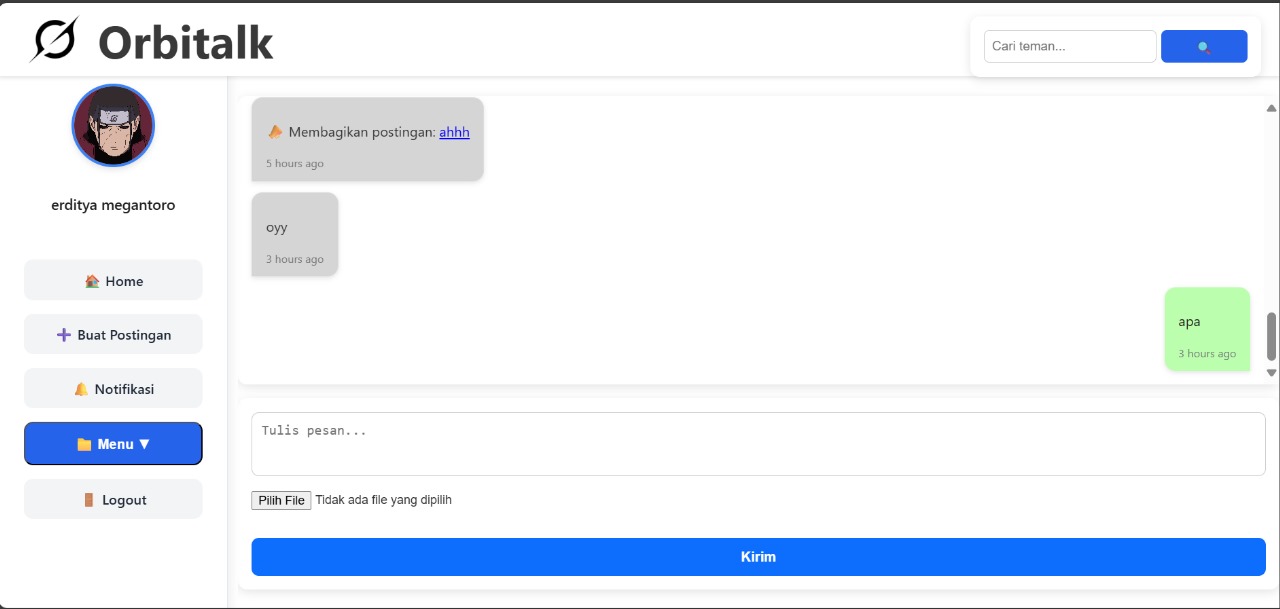 Orbitalk
Cari teman...
erditya megantoro
Home
Buat Postingan
Notifikasi
Menu ▼
Logout
Membagikan postingan: ahhh
5 hours ago
oyy
3 hours ago
apa
3 hours ago
Tulis pesan...
Pilih File Tidak ada file yang dipilih
Kirim